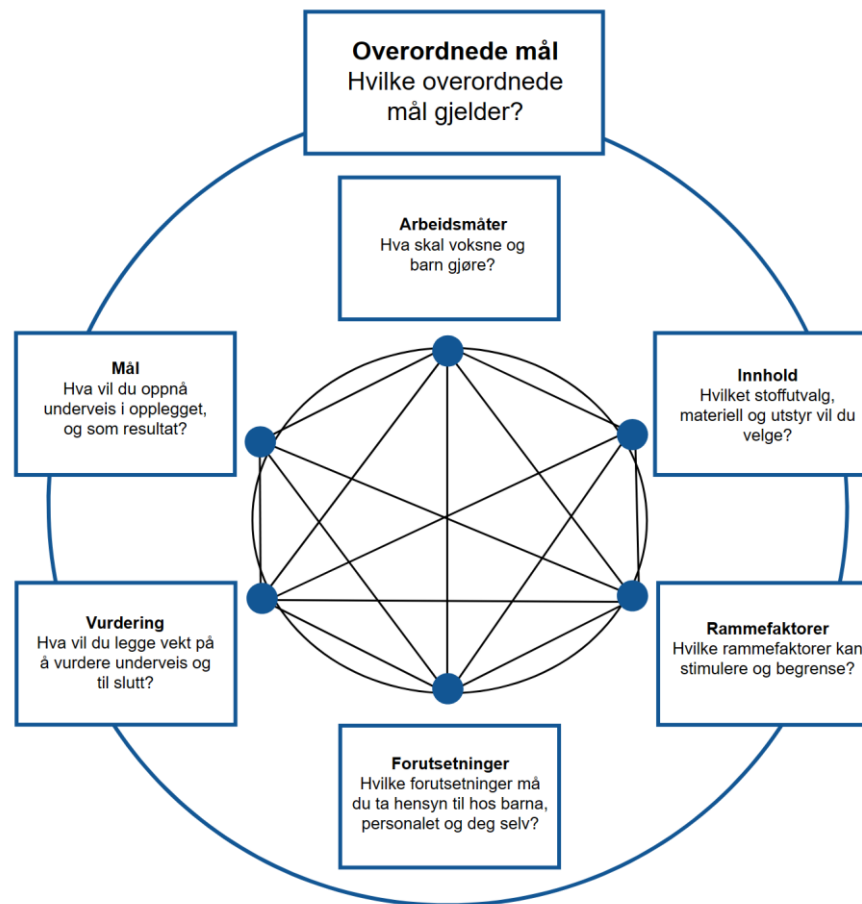 Overordnede mål
Hvilke overordnede
mål gjelder?
Arbeidsmåter
Hva skal voksne og
barn gjøre?
Mål
Hva vil du oppnå
underveis i opplegget,
og som resultat?
Innhold
Hvilket stoffutvalg,
materiell og utstyr vil du
velge?
Vurdering
Hva vil du legge vekt på
å vurdere underveis og
til slutt?
Rammefaktorer
Hvilke rammefaktorer kan
stimulere og begrense?
Forutsetninger
Hvilke forutsetninger må
du ta hensyn til hos barna,
personalet og deg selv?